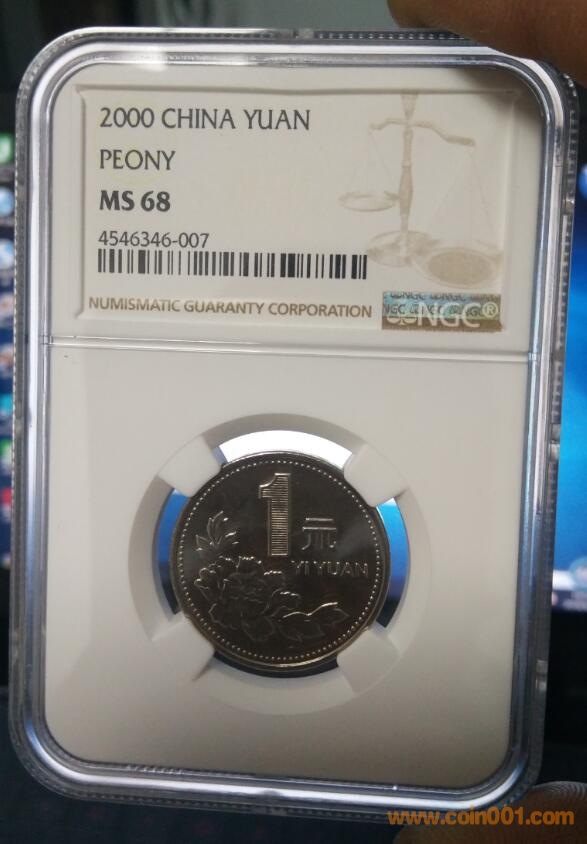 2000 CHINA YUAN
PEONY
MS 68
4546346-007
NUMISMATIC GUARANTY CORPORATION
NGC®
1 元
YI YUAN
www.coin001.com